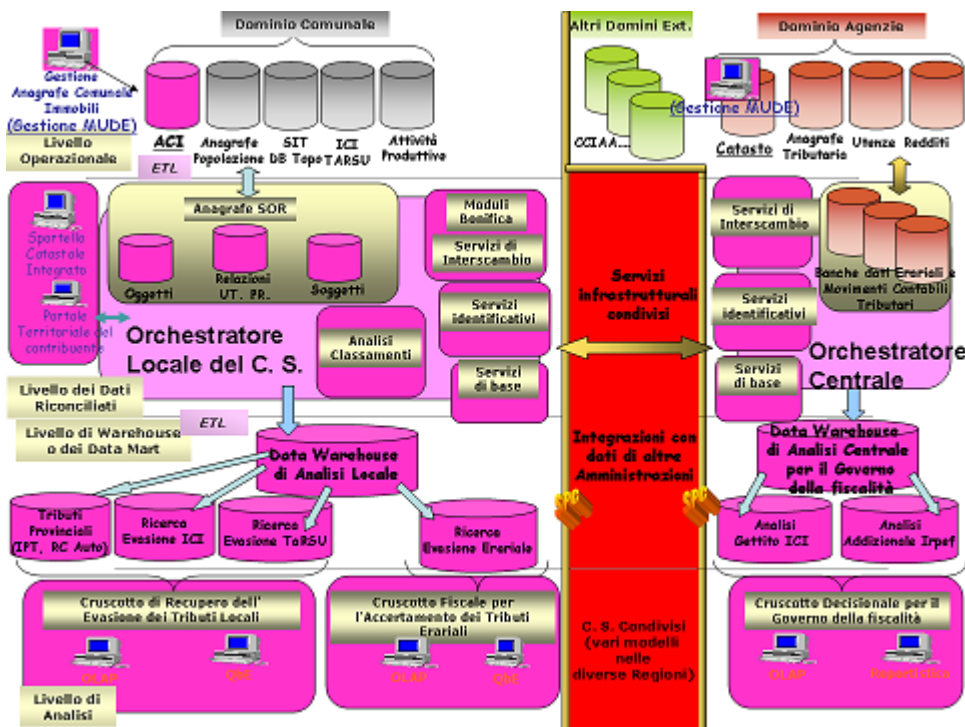 Dominio Comunale
Altri Domini Ext.
Dominio Agenzie
Gestione
Anagrafe Comunale
Immobili
(Gestione MUDE)
Livello
Operazionale
ACI
Anagrafe
Popolazione
SIT
DB Topo
ICI
TARSU
Attività
Produttive
CCIAA....
(Gestione MUDE)
Catasto
Anagrafe
Tributaria
Utenze
Redditi
ETL
Sportello
Catastale
Integrato
Portale
Territoriale del
contribuente
Anagrafe SOR
Oggetti
Relazioni
UT. PR.
Soggetti
Moduli
Bonifica
Servizi di
Interscambio
Servizi
identificativi
Servizi
di base
Analisi
Classamenti
Orchestratore
Locale del C. S.
Servizi
infrastrutturali
condivisi
Servizi di
Interscambio
Servizi
identificativi
Servizi
di base
Banche dati Erariali e
Movimenti Contabili
Tributari
Orchestratore
Centrale
Livello dei Dati
Riconciliati
ETL
Livello di Warehouse
o dei Data Mart
Data Warehouse
di Analisi Locale
Integrazioni con
dati di altre
Amministrazioni
SPC
SPC
Data Warehouse
di Analisi Centrale
per il Governo
della fiscalità
Tributi
Provinciali
(IPT, RC Auto)
Ricerca
Evasione ICI
Ricerca
Evasione TaRSU
Ricerca
Evasione Erariale
Analisi
Gettito ICI
Analisi
Addizionale Irpef
Cruscotto di Recupero dell'
Evasione dei Tributi Locali
OLAP
QbE
Cruscotto Fiscale per
l'Accertamento dei Tributi
Erariali
OLAP
QbE
C. S. Condivisi
(vari modelli
nelle
diverse Regioni)
Cruscotto Decisionale per il
Governo della fiscalità
OLAP
Reportistica
Livello di
Analisi